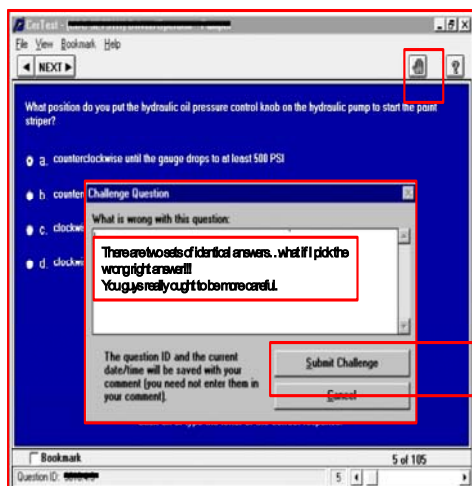 CerTest -
File View Bookmark Help
NEXT
What position do you put the hydraulic oil pressure control knob on the hydraulic pump to start the paint
striper?
a. counterclockwise until the gauge drops to at least 500 PSI
b. counter
c. clockwi
d. clockwi
Challenge Question
What is wrong with this question:
There are two sets of identical answers...what if I pick the
wrong right answer!!!
You guys really ought to be more careful.
The question ID and the current
date/time will be saved with your
comment (you need not enter them in
your comment).
Submit Challenge
Cancel
Bookmark
5 of 105
Question ID:
5